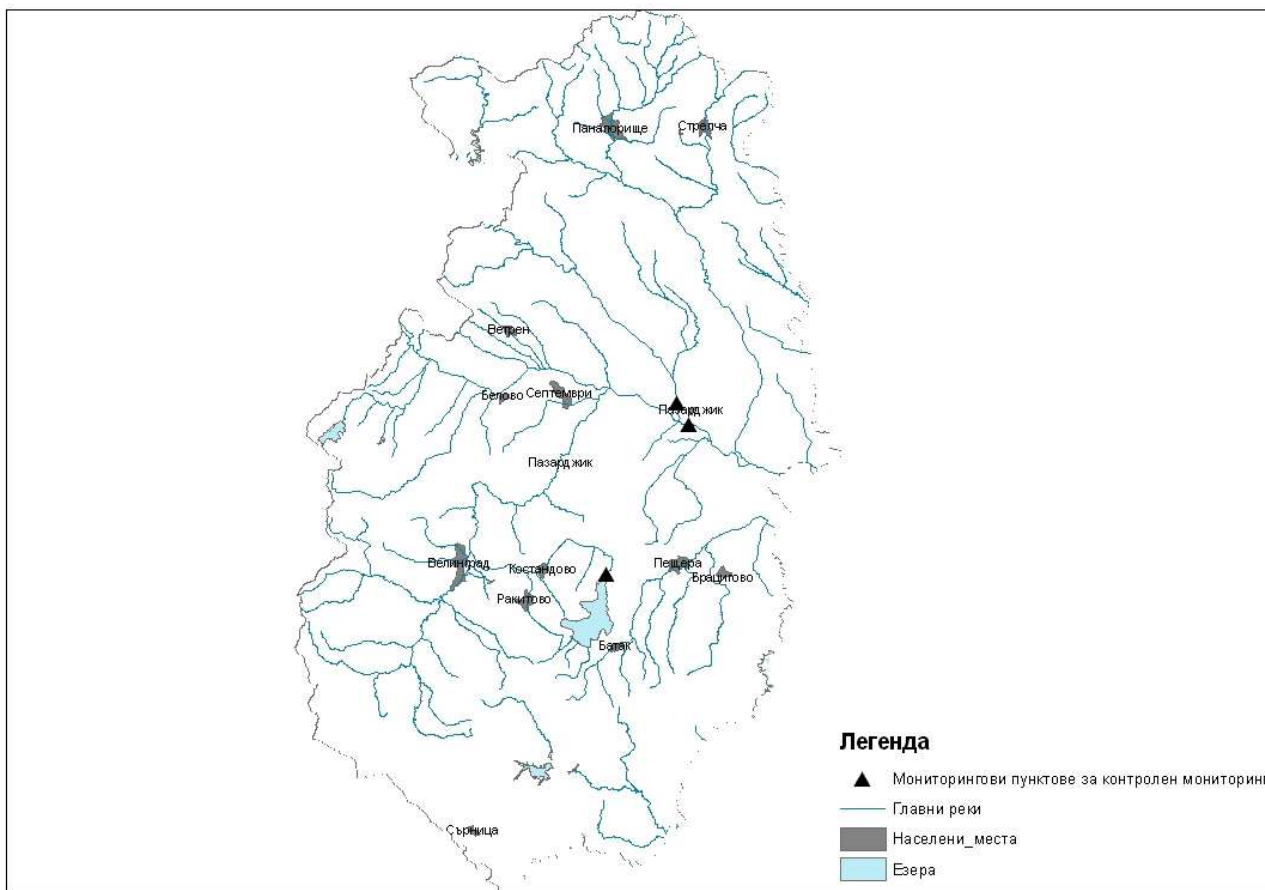 Панагюрище
Стрелча
Ветрен
Белово
Септември
Пазарджик
Пазарджик
Велинград
Костандово
Пещера
Брацигово
Ракитово
Батак
Сърница
Легенда
Мониторингови пунктове за контролен мониторинг
Главни реки
Населени_места
Езера